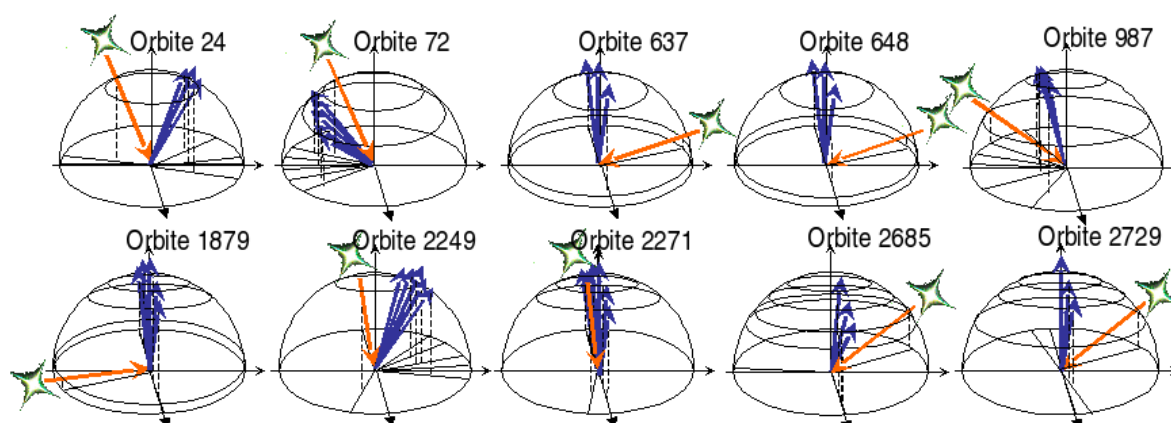 Orbite 24
Orbite 72
Orbite 637
Orbite 648
Orbite 987
Orbite 1879
Orbite 2249
Orbite 2271
Orbite 2685
Orbite 2729